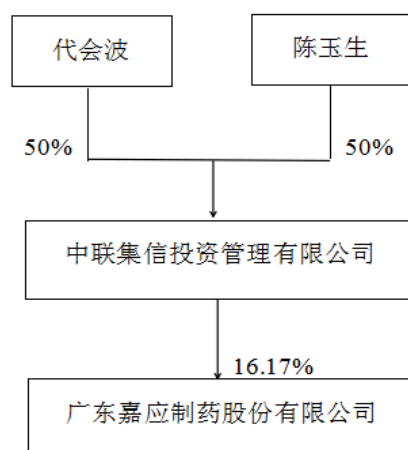 代会波
陈玉生
50%
50%
中联集信投资管理有限公司
16.17%
广东嘉应制药股份有限公司